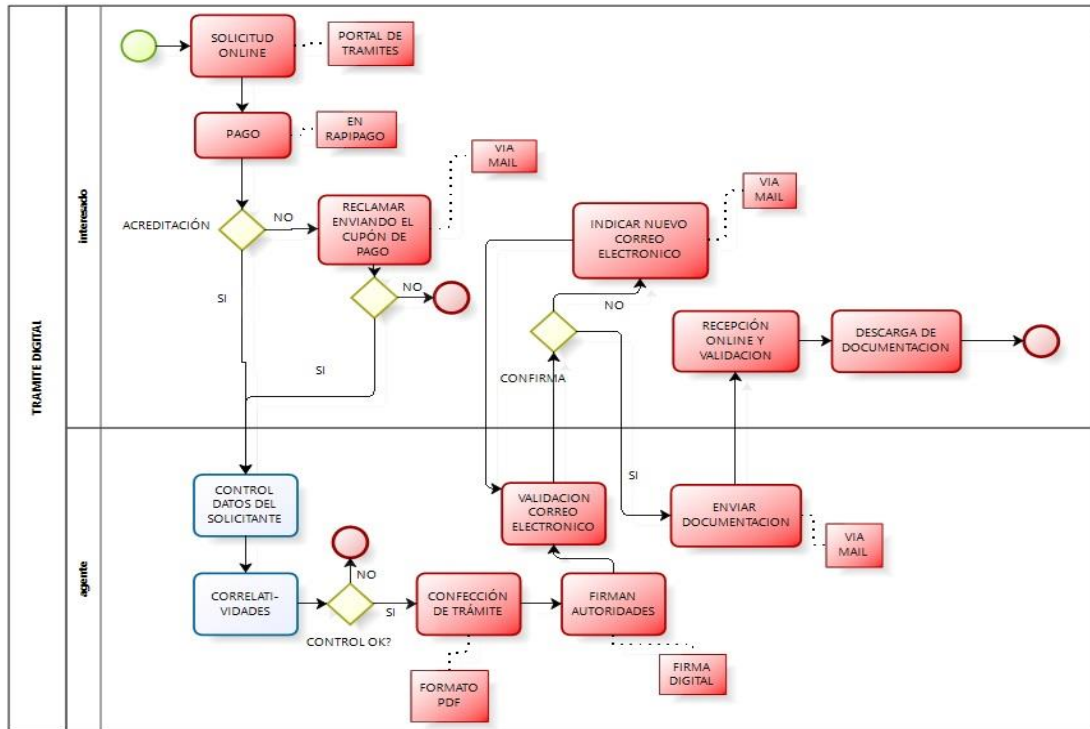 TRAMITE DIGITAL
interesado
SOLICITUD
ONLINE
PORTAL DE
TRAMITES
PAGO
EN
RAPIPAGO
VIA
MAIL
ACREDITACIÓN
NO
RECLAMAR
ENVIANDO EL
CUPÓN DE
PAGO
SI
NO
SI
INDICAR NUEVO
CORREO
ELECTRONICO
VIA
MAIL
NO
CONFIRMA
RECEPCIÓN
ONLINE Y
VALIDACION
DESCARGA DE
DOCUMENTACION
agente
CONTROL
DATOS DEL
SOLICITANTE
VALIDACION
CORREO
ELECTRONICO
SI
ENVIAR
DOCUMENTACION
VIA
MAIL
CORRELATI-
VIDADES
NO
SI
CONTROL OK?
CONFECCIÓN
DE TRÁMITE
FIRMAN
AUTORIDADES
FORMATO
PDF
FIRMA
DIGITAL